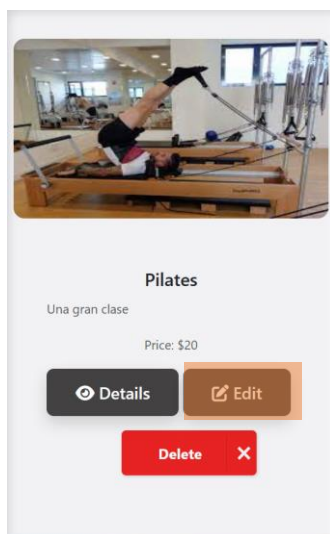 Pilates
Una gran clase
Price: $20
Details
Edit
Delete